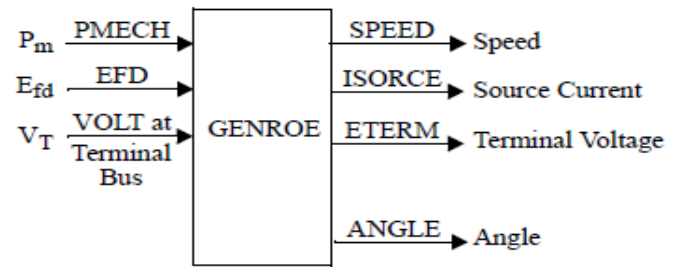 Pm PMECH
Efd EFD
VT VOLT at
Terminal
Bus
GENROE
SPEED Speed
ISORCE Source Current
ETERM Terminal Voltage
ANGLE Angle